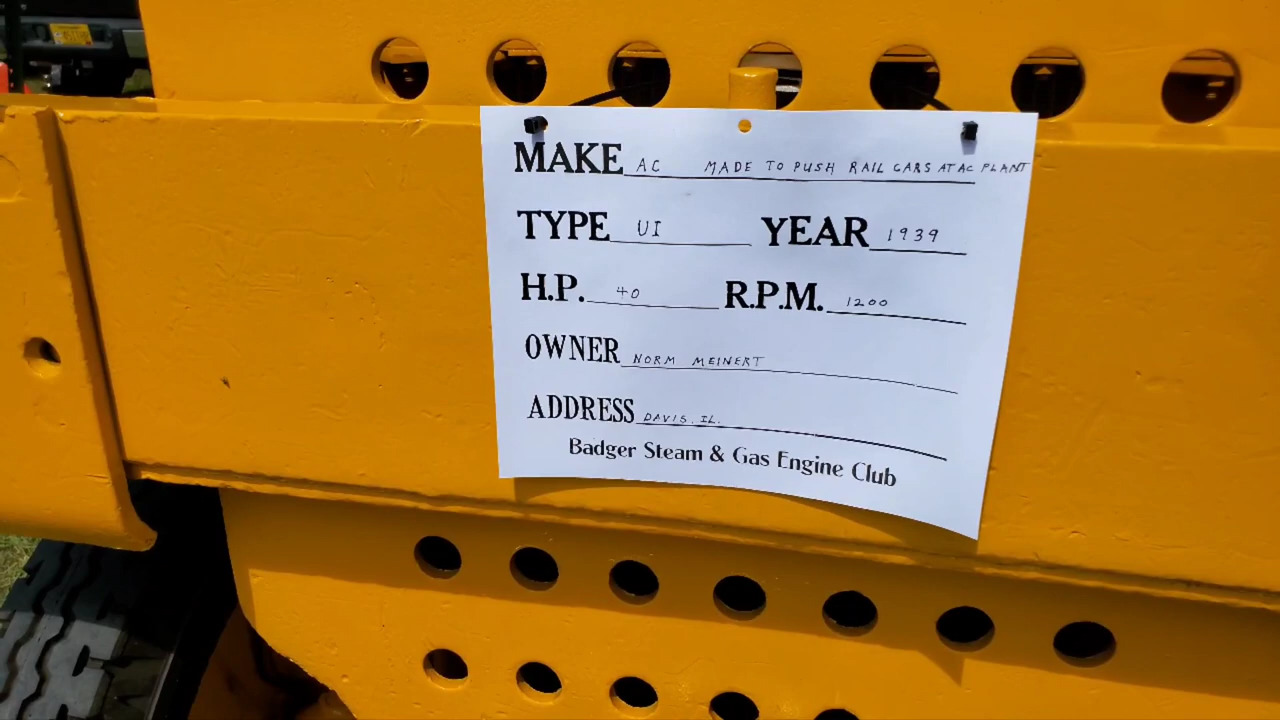 MAKE AC MADE TO PUSH RAIL CARS AT AC PLANT
TYPE UI YEAR 1939
H.P. 40 R.P.M. 1200
OWNER NORM MEINERT
ADDRESS DAVIS, IL.
Badger Steam & Gas Engine Club